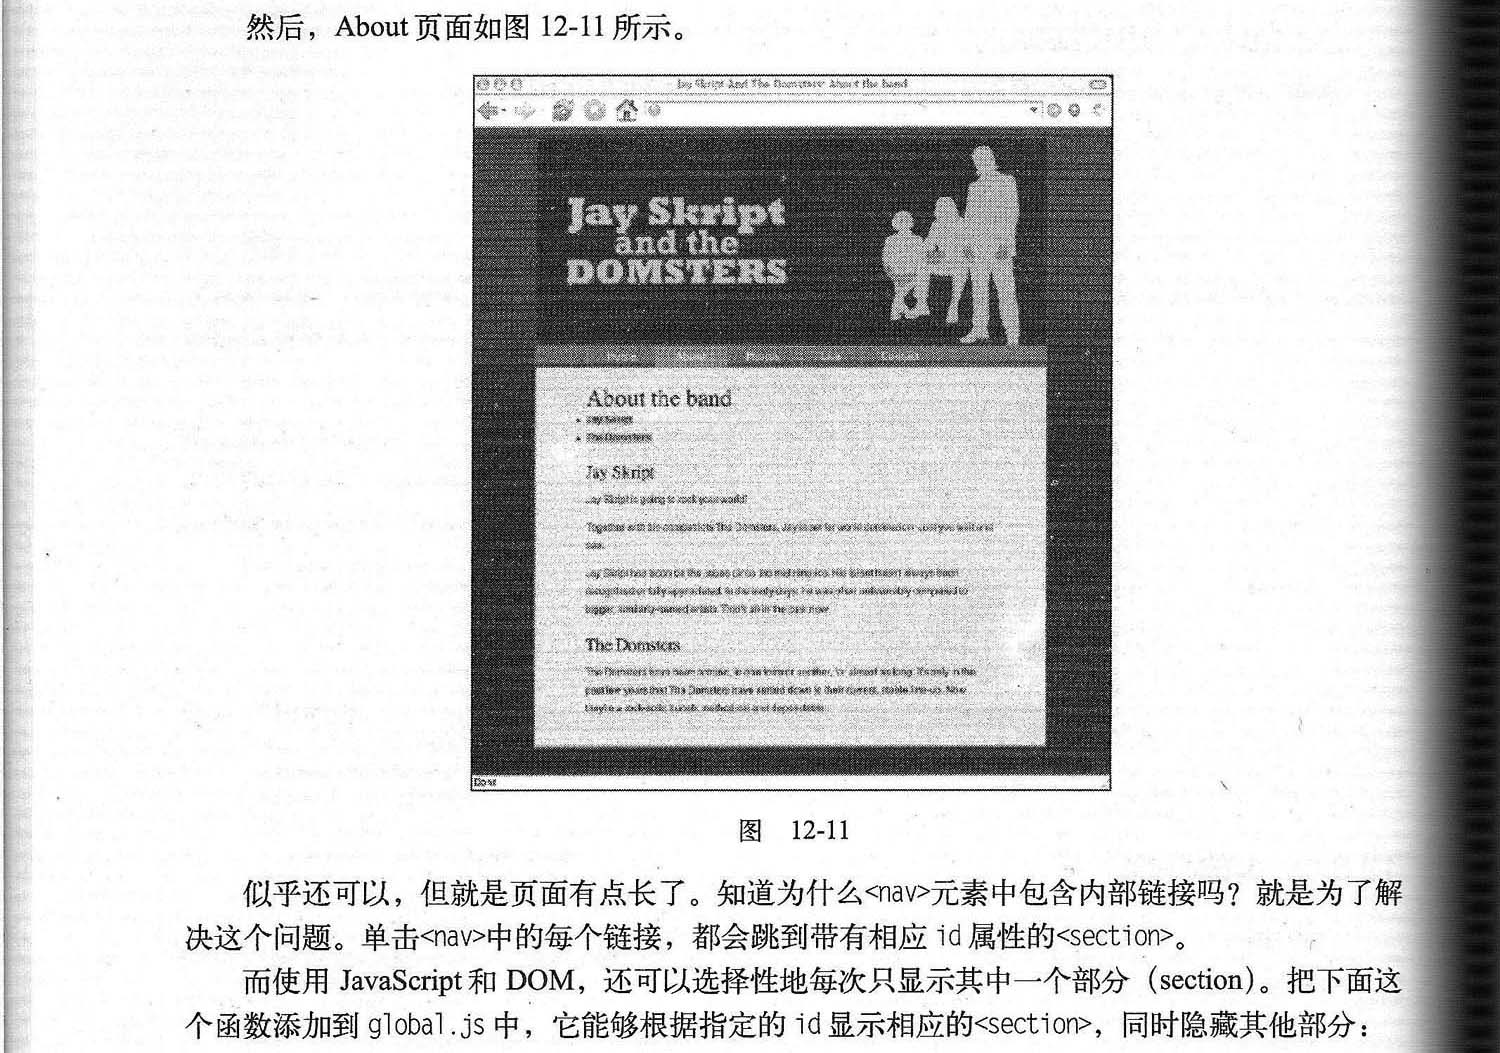 然后，About 页面如图 12-11 所示。
Jay Skript And The Domsters: About the band
Jay Skript
and the
DOMSTERS
Home About Photos Live Contact
About the band
Jay Skript
The Domsters
Jay Skript
Jay Skript is going to rock your world!
Together with his compatriots The Domsters, Jay is set for world domination. Just you wait and
see.
Jay Skript has been on the scene for
recognized or fully appreciated. In the early days, he was often unfavorably compared to
bigger, similarly-named artists. That's all in the past now.
The Domsters
The Domsters have been around, in one form or another, for almost as long. It's only in the
past few years that The Domsters have settled down to their current, stable line-up. Now
they're a rock-solid bunch: methodical and dependable.
Done
图 12-11
似乎还可以，但就是页面有点长了。知道为什么<nav>元素中包含内部链接吗？就是为了解
决这个问题。单击<nav>中的每个链接，都会跳到带有相应 id 属性的<section>。
而使用 JavaScript 和 DOM，还可以选择性地每次只显示其中一个部分（section）。把下面这
个函数添加到 global.js 中，它能够根据指定的 id 显示相应的<section>，同时隐藏其他部分：